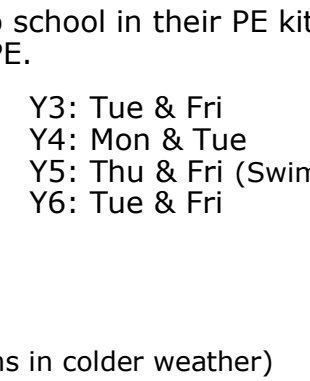 school in their PE kit
PE.
Y3: Tue & Fri
Y4: Mon & Tue
Y5: Thu & Fri (Swim
Y6: Tue & Fri
in colder weather)